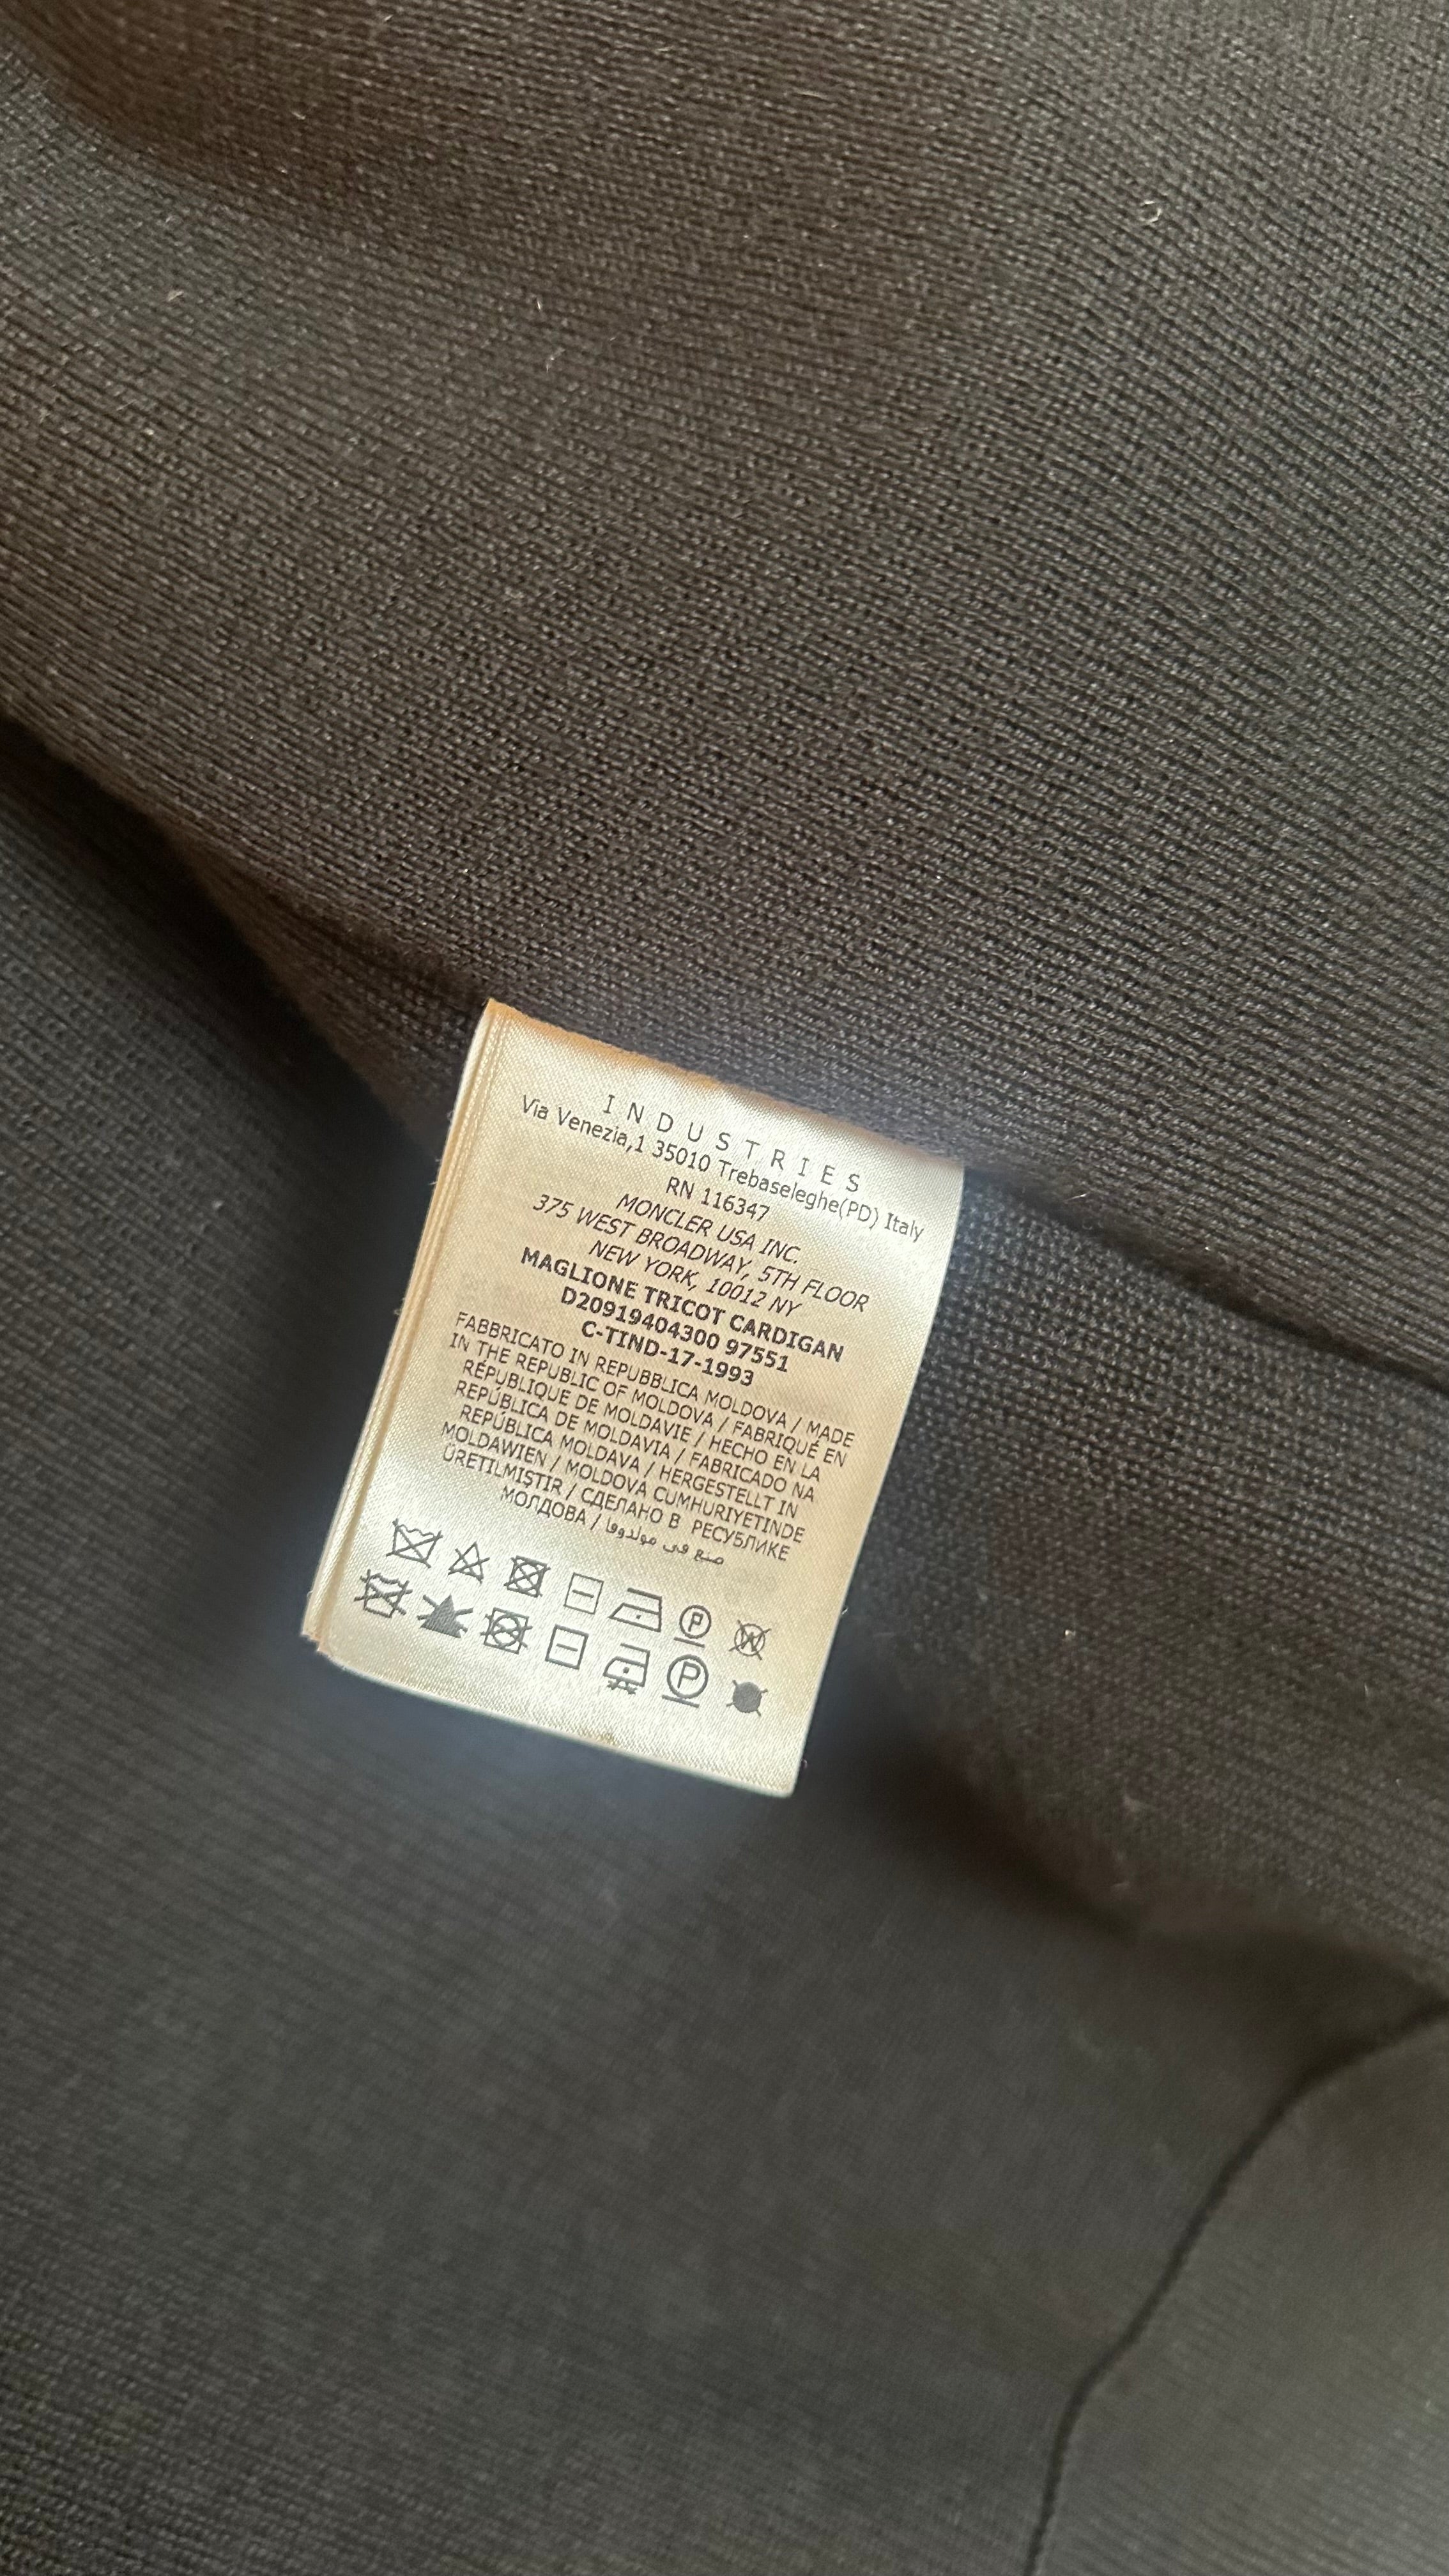 INDUSTRIES
Via Venezia,1 35010 Trebaseleghe(PD) Italy
RN 116347
MONCLER USA INC.
375 WEST BROADWAY, 5TH FLOOR
NEW YORK, 10012 NY
MAGLIONE TRICOT CARDIGAN
D20919404300 97551
C-TIND-17-1993
FABBRICATO IN REPUBBLICA MOLDOVA / MADE
IN THE REPUBLIC OF MOLDOVA / FABRIQUÉ EN
RÉPUBLIQUE DE MOLDAVIE / HECHO EN LA
REPÚBLICA DE MOLDAVIA / FABRICADO NA
REPÚBLICA MOLDAVA / HERGESTELLT IN
MOLDAWIEN / MOLDOVA CUMHURIYETINDE
ÜRETILMIŞTIR / СДЕЛАНО В РЕСУБЛИКЕ
МОЛДОВА / صنع في مولدوفا
P W
P